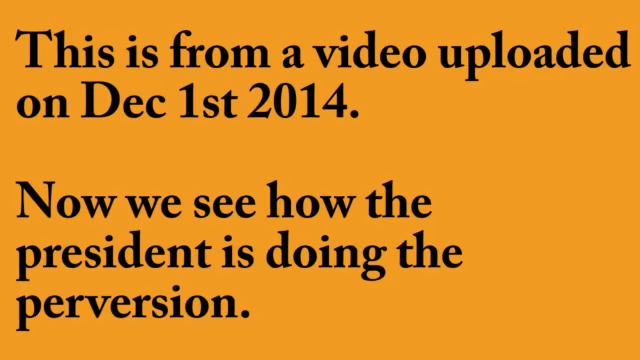 This is from a video uploaded
on Dec 1st 2014.
Now we see how the
president is doing the
perversion.